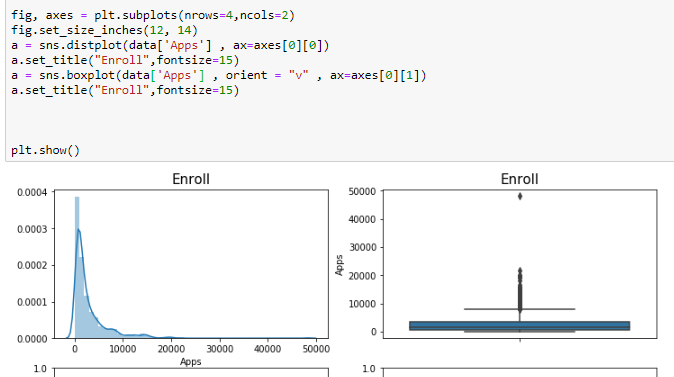 fig, axes = plt.subplots(nrows=4,ncols=2)
fig.set_size_inches(12, 14)
a = sns.distplot(data['Apps'] , ax=axes[0][0])
a.set_title("Enroll",fontsize=15)
a = sns.boxplot(data['Apps'] , orient = "v" , ax=axes[0][1])
a.set_title("Enroll",fontsize=15)
plt.show()
Enroll
0.0004
0.0003
0.0002
0.0001
0.0000
0 10000 20000 30000 40000 50000
Apps
Enroll
50000
40000
30000
20000
10000
0
Apps
1.0
1.0